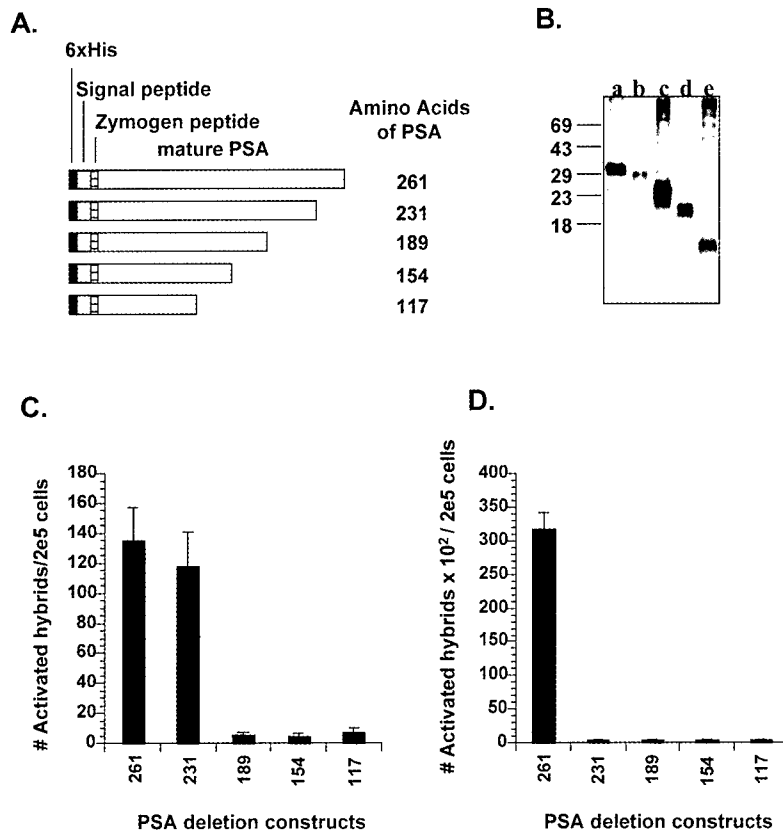 A.
6xHis
Signal peptide
Zymogen peptide
mature PSA
Amino Acids
of PSA
261
231
189
154
117
B.
a b c d e
69
43
29
23
18
C.
# Activated hybrids/2e5 cells
180
160
140
120
100
80
60
40
20
0
261
231
189
154
117
PSA deletion constructs
D.
# Activated hybrids x 10² / 2e5 cells
400
350
300
250
200
150
100
50
0
261
231
189
154
117
PSA deletion constructs